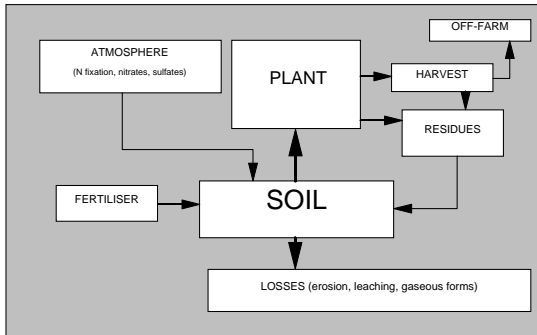 OFF-FARM
ATMOSPHERE
(N fixation, nitrates, sulfates)
PLANT
HARVEST
RESIDUES
FERTILISER
SOIL
LOSSES (erosion, leaching, gaseous forms)